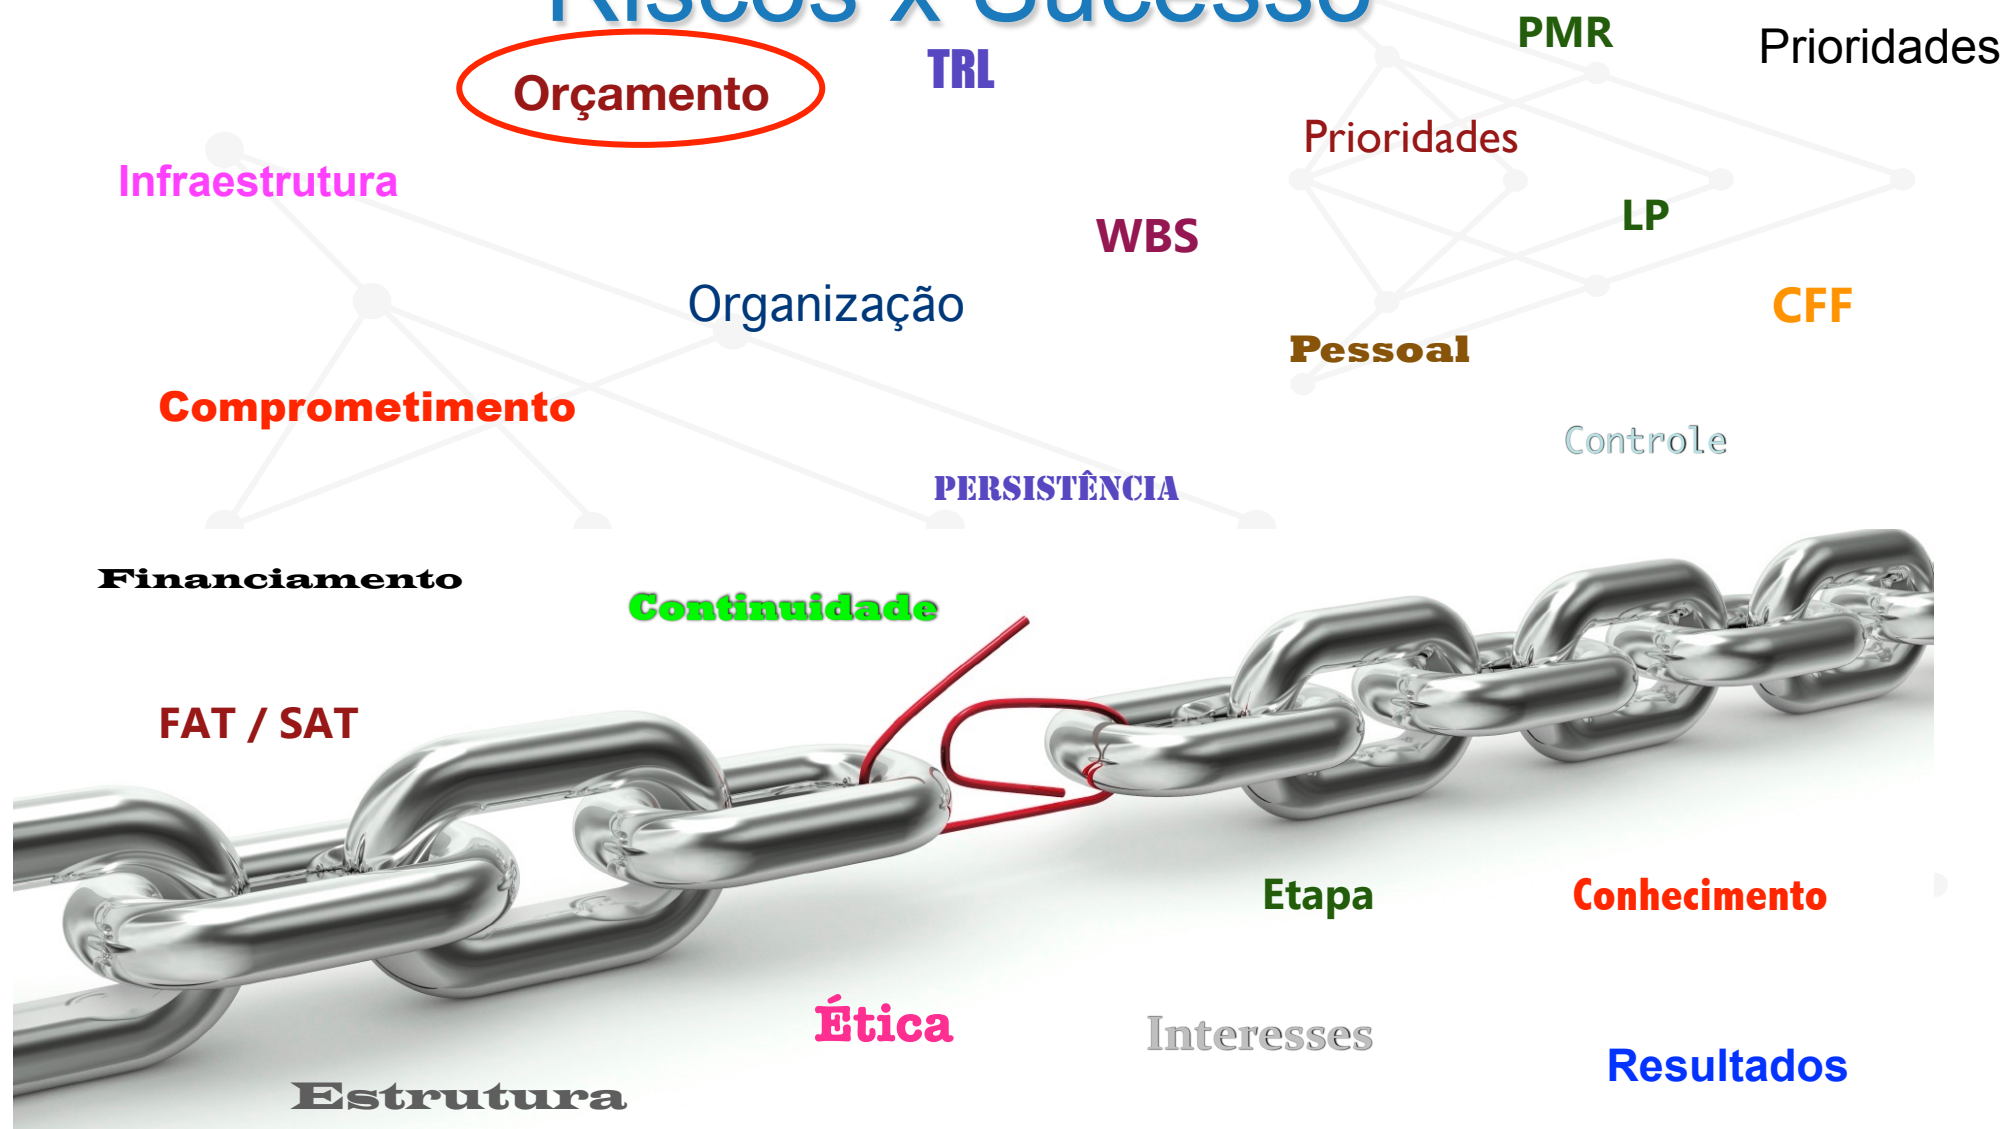 Riscos x Sucesso
PMR
Prioridades
TRL
Orçamento
Prioridades
Infraestrutura
LP
WBS
Organização
CFF
Pessoal
Comprometimento
Controle
PERSISTÊNCIA
Financiamento
Continuidade
FAT / SAT
Etapa
Conhecimento
Ética
Interesses
Resultados
Estrutura